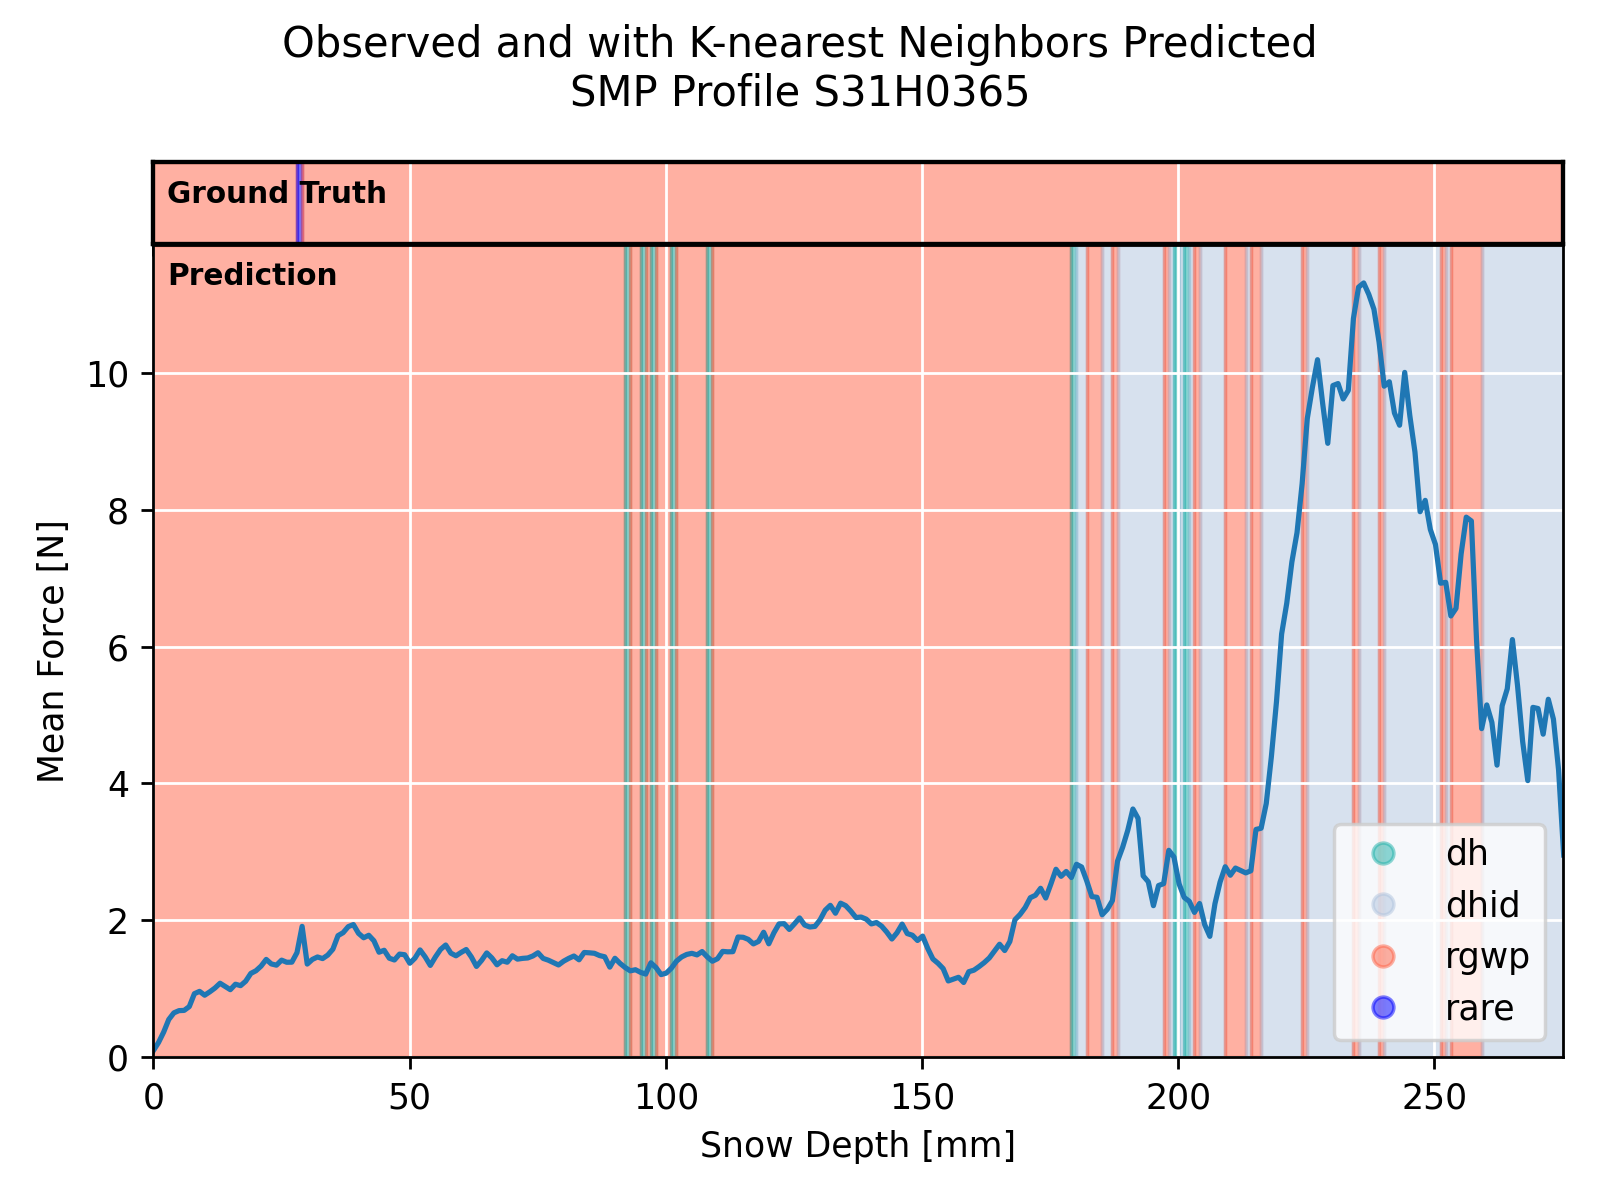 Observed and with K-nearest Neighbors Predicted
SMP Profile S31H0365
Ground Truth
Prediction
Mean Force [N]
10
8
6
4
2
0
dh
dhid
rgwp
rare
0 50 100 150 200 250
Snow Depth [mm]